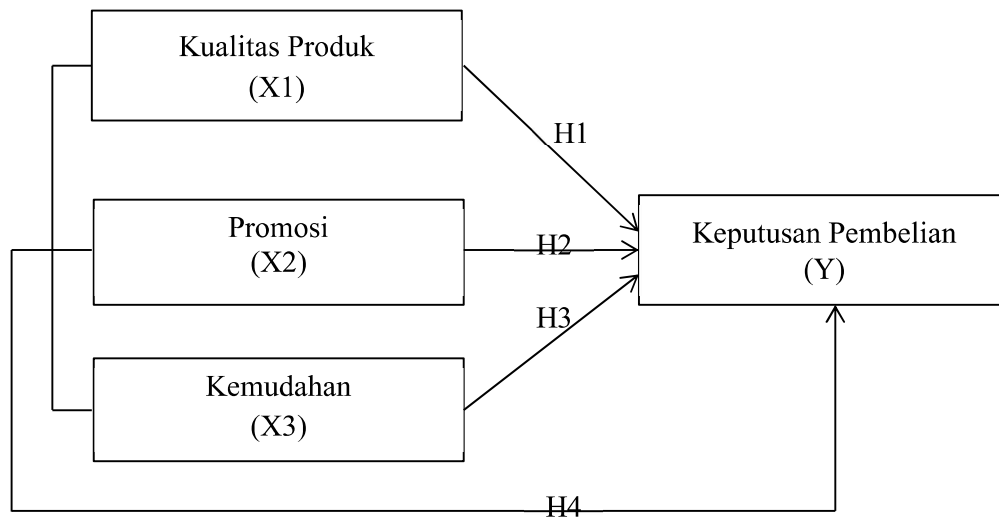 Kualitas Produk
(X1)
H1
Promosi
(X2)
H2
Keputusan Pembelian
(Y)
H3
Kemudahan
(X3)
H4